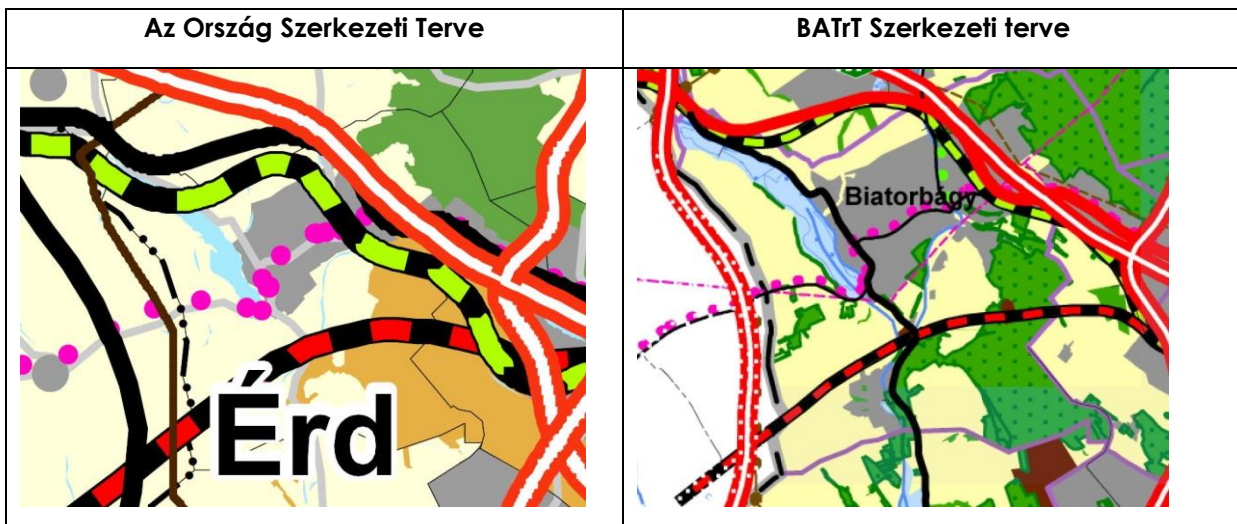 Az Ország Szerkezeti Terve
BATrT Szerkezeti terve
Érd
Biatorbágy